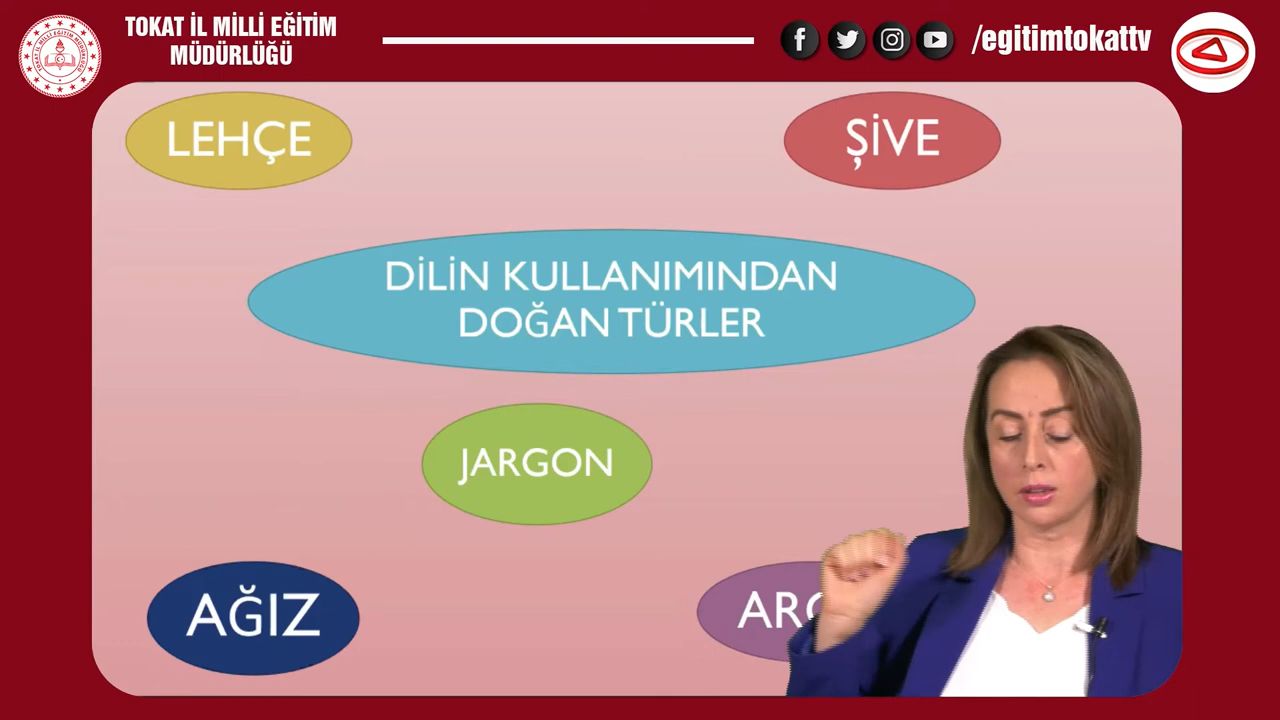 TOKAT İL MİLLİ EĞİTİM
MÜDÜRLÜĞÜ
/egitimtokattv
LEHÇE
ŞİVE
DİLİN KULLANIMINDAN
DOĞAN TÜRLER
JARGON
AĞIZ